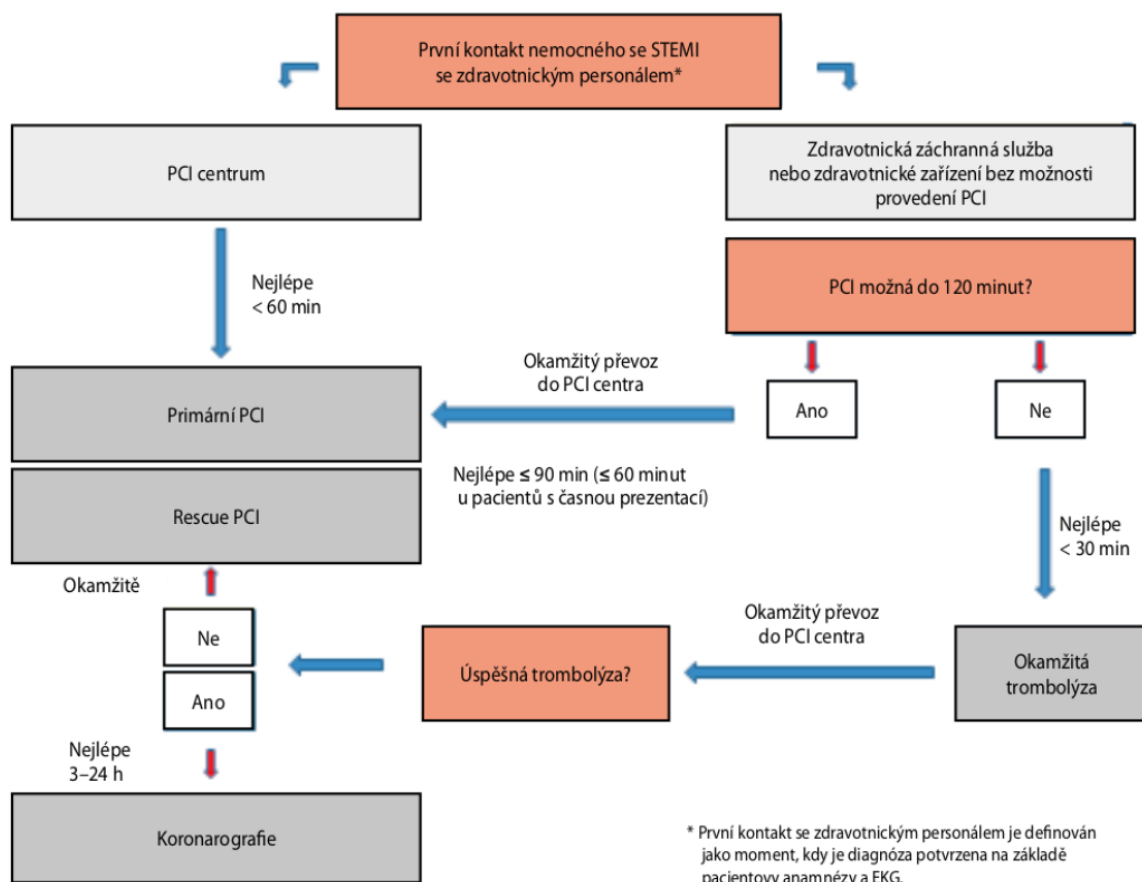 První kontakt nemocného se STEMI
se zdravotnickým personálem*
PCI centrum
Zdravotnická záchranná služba
nebo zdravotnické zařízení bez možnosti
provedení PCI
Nejlépe
< 60 min
PCI možná do 120 minut?
Okamžitý převoz
do PCI centra
Ano
Ne
Primární PCI
Nejlépe ≤ 90 min (≤ 60 minut
u pacientů s časnou prezentací)
Rescue PCI
Nejlépe
< 30 min
Okamžitě
Ne
Ano
Úspěšná trombolýza?
Okamžitý převoz
do PCI centra
Okamžitá
trombolýza
Nejlépe
3–24 h
Koronarografie
* První kontakt se zdravotnickým personálem je definován
jako moment, kdy je diagnóza potvrzena na základě
pacientovy anamnézy a EKG.